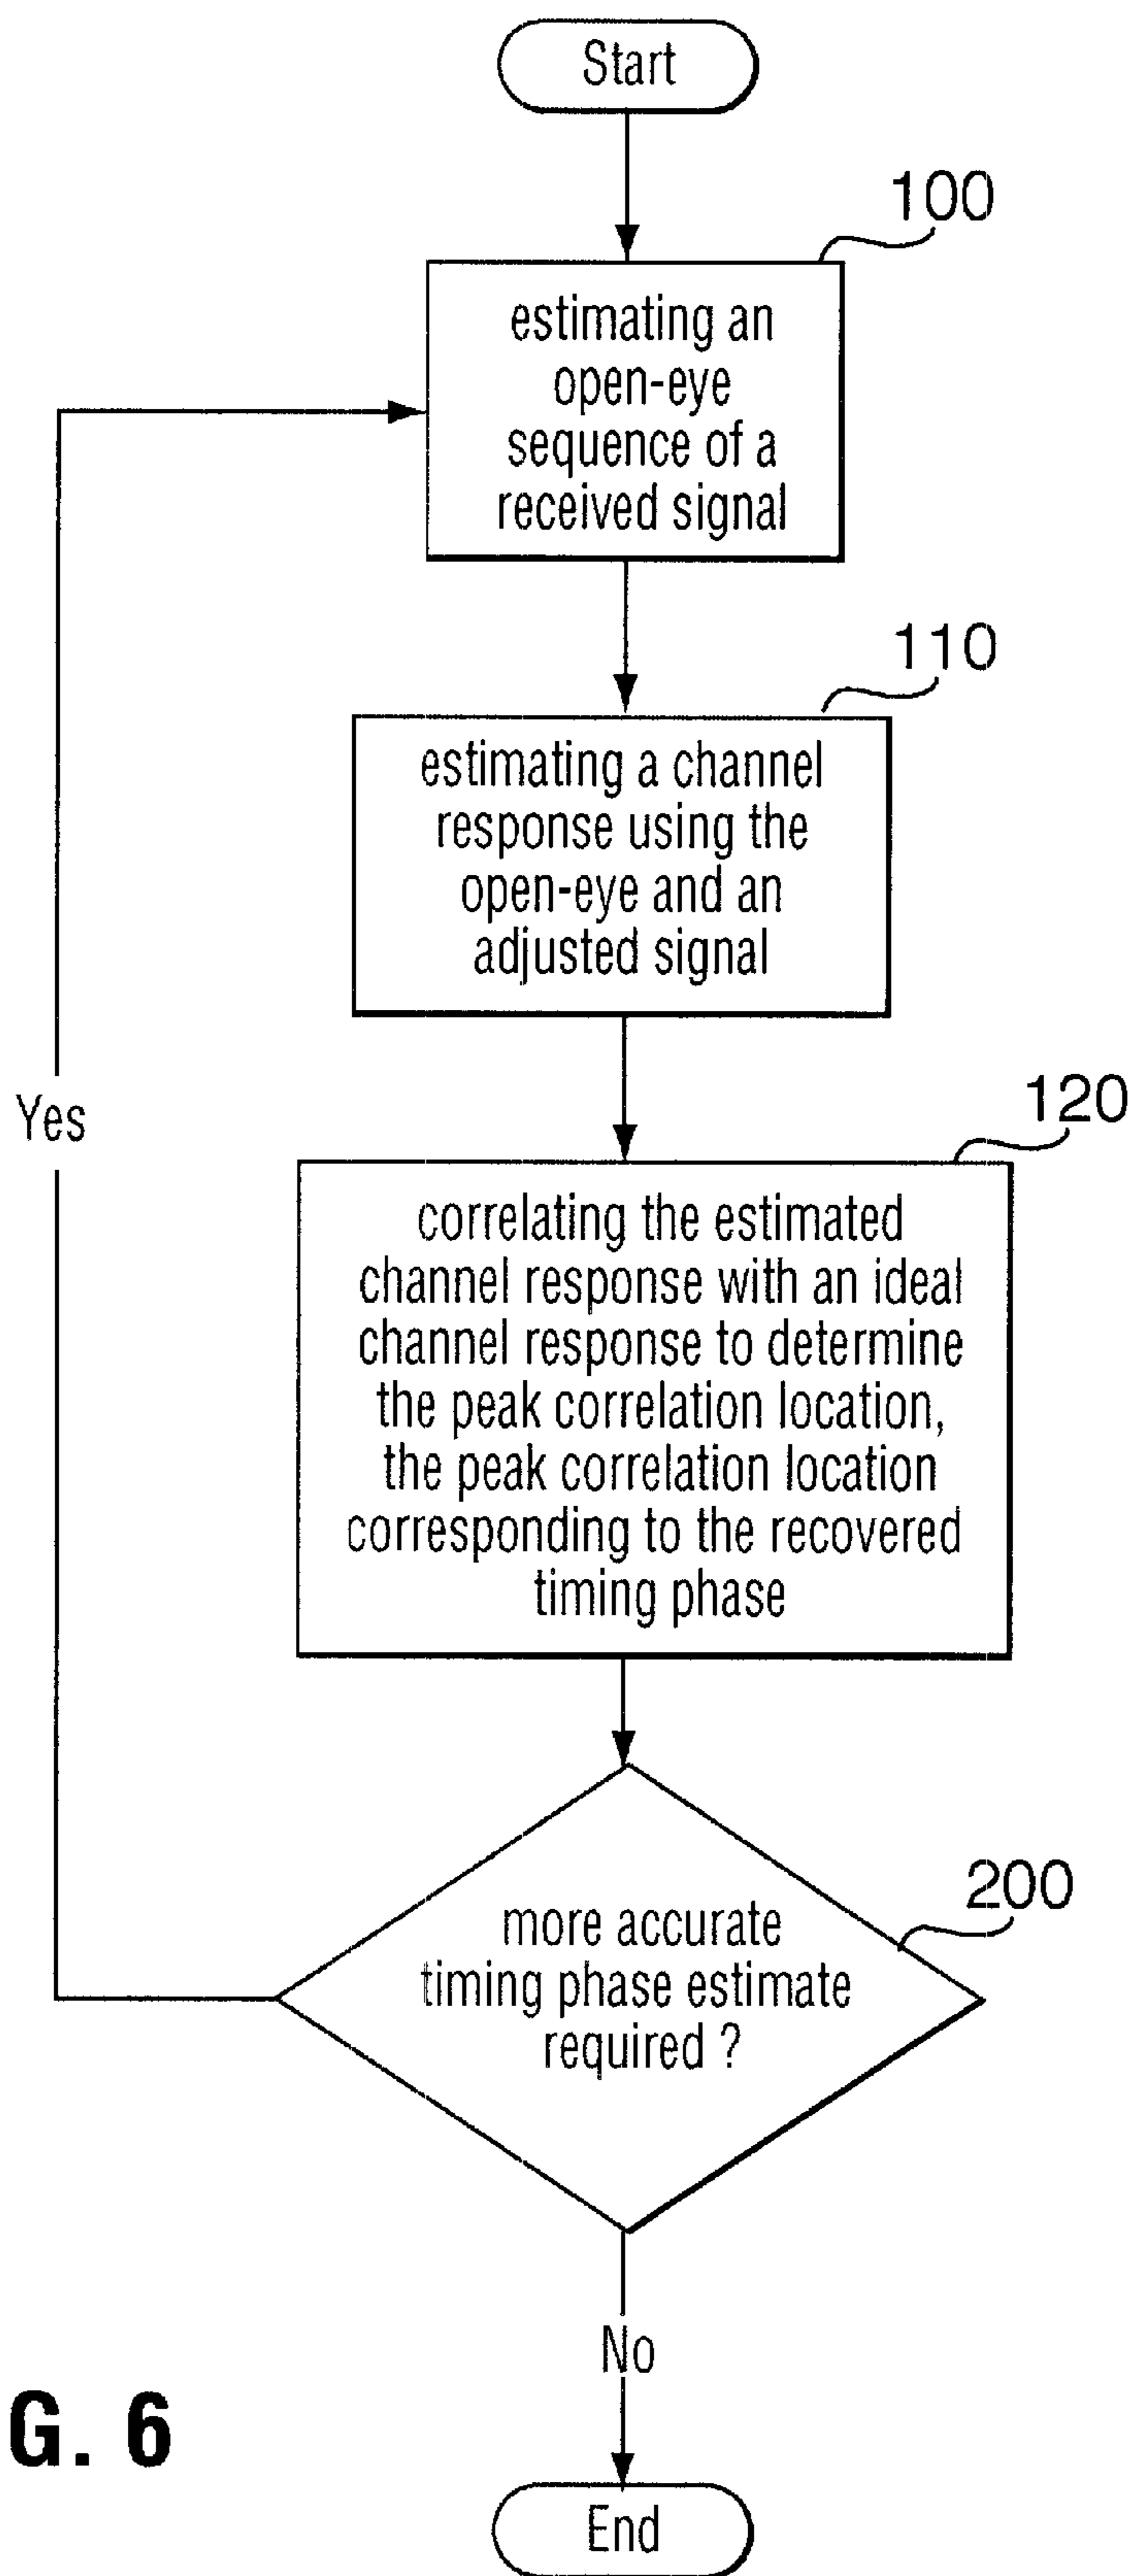 Start
100
estimating an
open-eye
sequence of a
received signal
110
estimating a channel
response using the
open-eye and an
adjusted signal
Yes
120
correlating the estimated
channel response with an ideal
channel response to determine
the peak correlation location,
the peak correlation location
corresponding to the recovered
timing phase
200
more accurate
timing phase estimate
required ?
No
G. 6
End